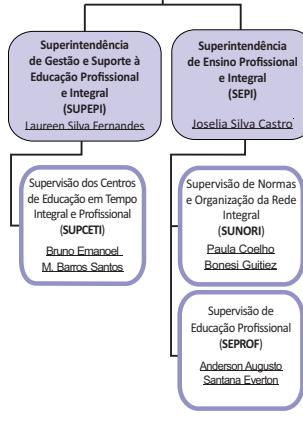 Superintendência
de Gestão e Suporte à
Educação Profissional
e Integral
(SUPEPI)
Laureen Silva Fernandes
Superintendência
de Ensino Profissional
e Integral
(SEPI)
Joselia Silva Castro
Supervisão dos Centros
de Educação em Tempo
Integral e Profissional
(SUPCETI)
Bruno Emanoel
M. Barros Santos
Supervisão de Normas
e Organização da Rede
Integral
(SUNORI)
Paula Coelho
Bonesi Guitiez
Supervisão de
Educação Profissional
(SEPROF)
Anderson Augusto
Santana Everton